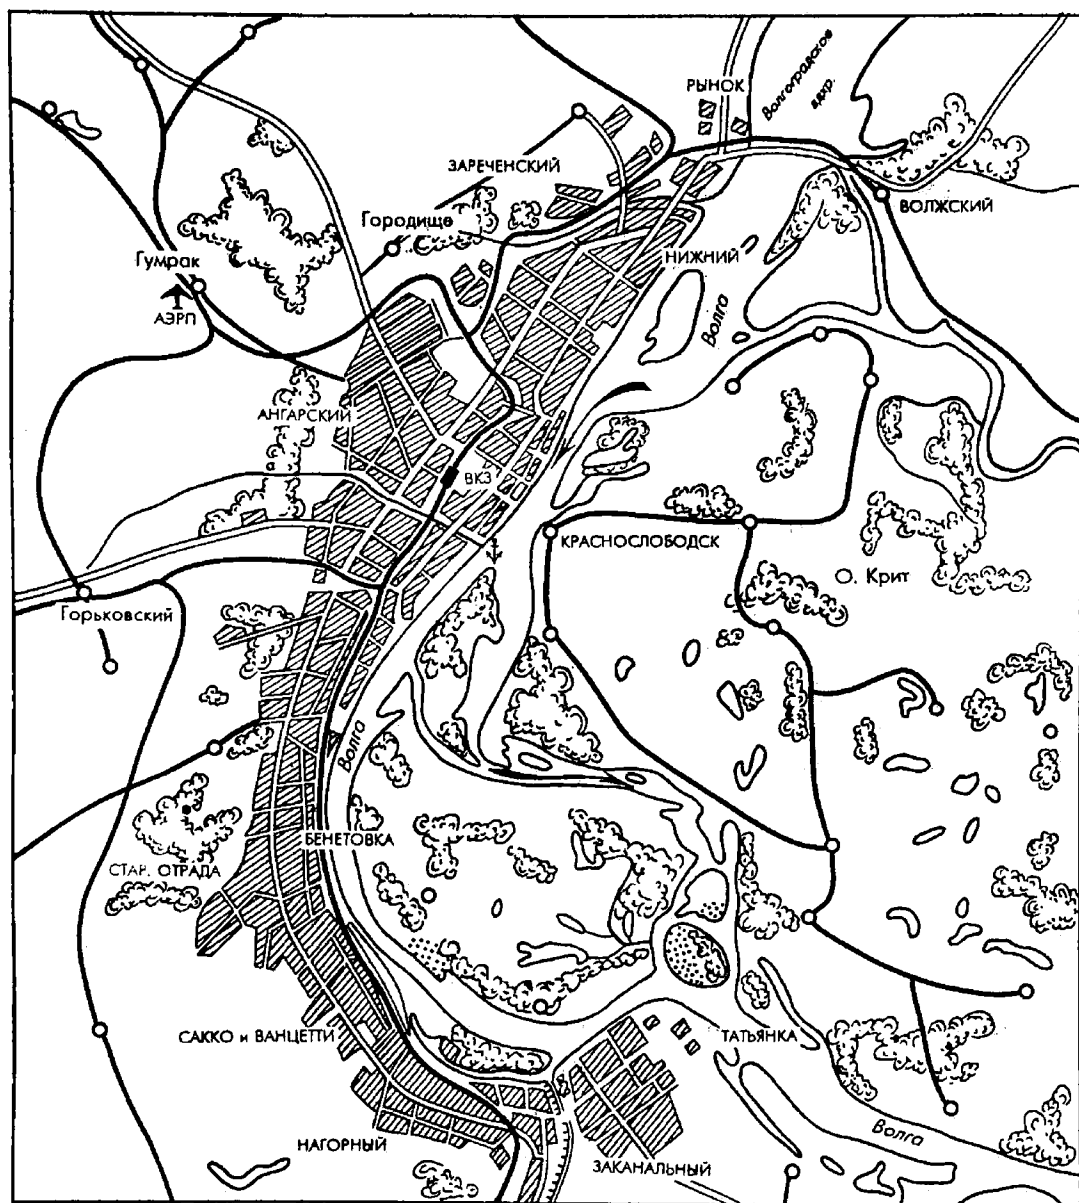 РЫНОК
Волгоградское
вдхр.
ЗАРЕЧЕНСКИЙ
ВОЛЖСКИЙ
Городище
НИЖНИЙ
Гумрак
Волга
АЭРП
АНГАРСКИЙ
ВКЗ
КРАСНОСЛОБОДСК
О. Крит
Горьковский
Волга
БЕНЕТОВКА
СТАР. ОТРАДА
САККО и ВАНЦЕТТИ
ТАТЬЯНКА
Волга
НАГОРНЫЙ
ЗАКАНАЛЬНЫЙ